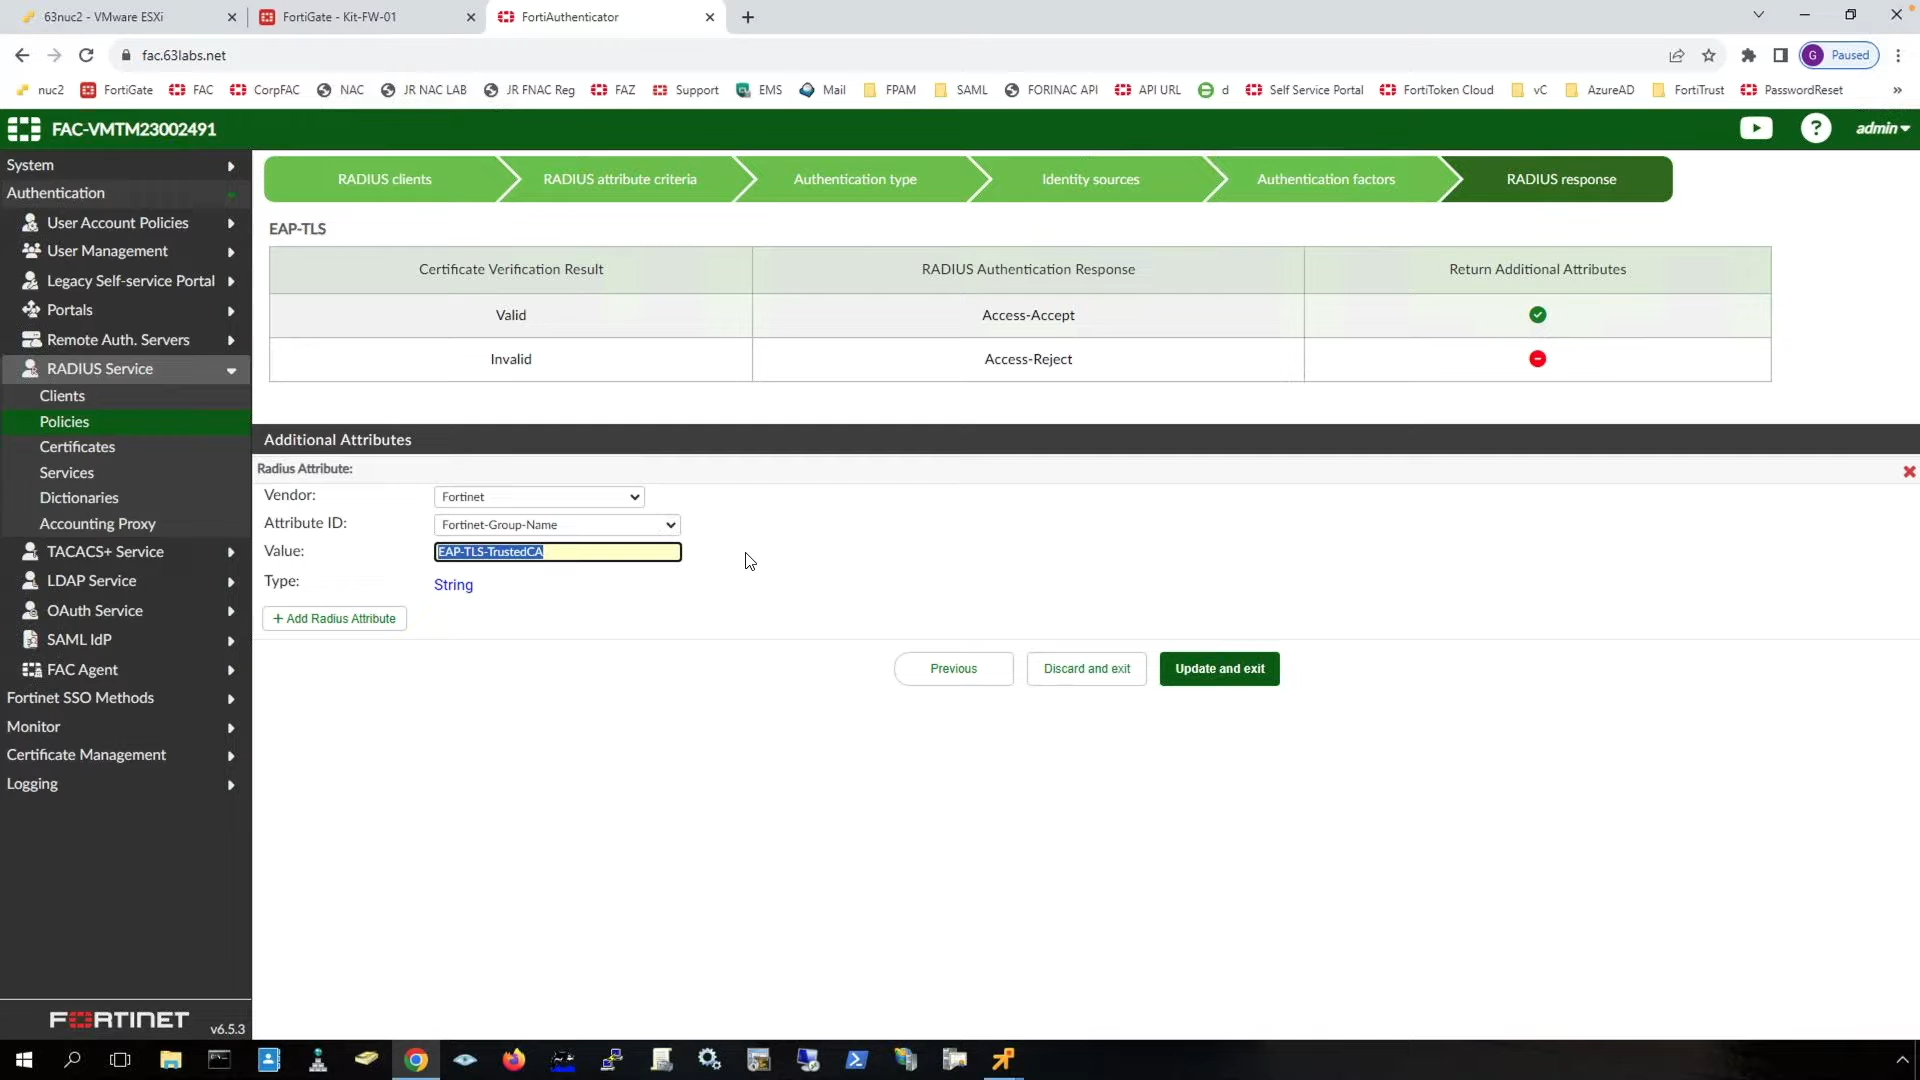 63nuc2 - VMware ESXi
FortiGate - Kit-FW-01
FortiAuthenticator
fac.63labs.net
G Paused
nuc2 FortiGate FAC CorpFAC NAC JR NAC LAB JR FNAC Reg FAZ Support EMS Mail FPAM SAML FORINAC API API URL d Self Service Portal FortiToken Cloud vC AzureAD FortiTrust PasswordReset »
FAC-VMTM23002491
? admin
System
Authentication
User Account Policies
User Management
Legacy Self-service Portal
Portals
Remote Auth. Servers
RADIUS Service
Clients
Policies
Certificates
Services
Dictionaries
Accounting Proxy
TACACS+ Service
LDAP Service
OAuth Service
SAML IdP
FAC Agent
Fortinet SSO Methods
Monitor
Certificate Management
Logging
FORTINET
v6.5.3
RADIUS clients RADIUS attribute criteria Authentication type Identity sources Authentication factors RADIUS response
EAP-TLS
Certificate Verification Result RADIUS Authentication Response Return Additional Attributes
Valid Access-Accept
Invalid Access-Reject
Additional Attributes
Radius Attribute:
Vendor: Fortinet
Attribute ID: Fortinet-Group-Name
Value: EAP-TLS-TrustedCA
Type: String
+ Add Radius Attribute
Previous Discard and exit Update and exit